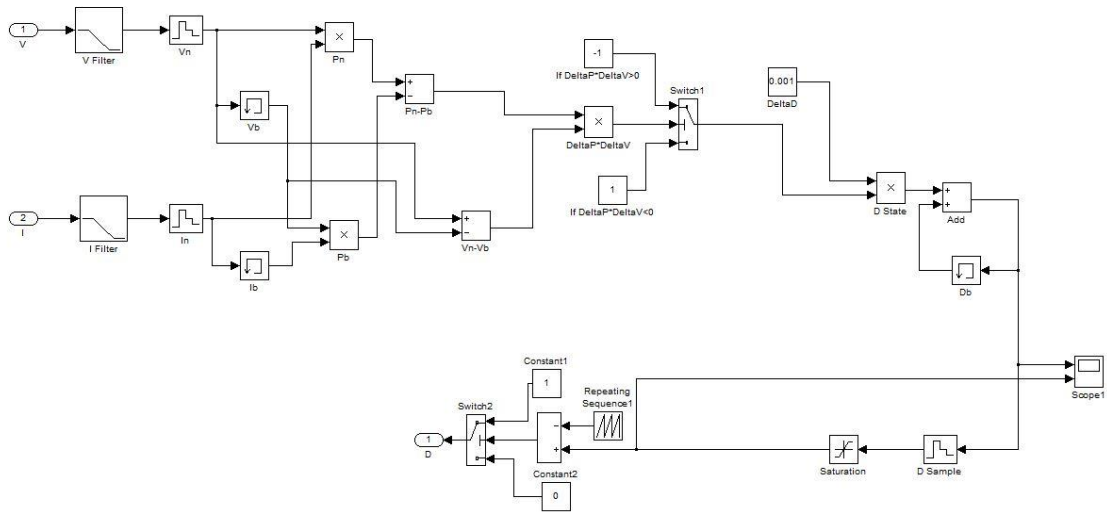 1
V
V Filter
Vn
×
Pn
+
−
Pn-Pb
-1
If DeltaP*DeltaV>0
Switch1
0.001
DeltaD
Vb
×
DeltaP*DeltaV
1
If DeltaP*DeltaV<0
×
D State
+
+
Add
2
I
I Filter
In
×
Pb
+
−
Vn-Vb
Ib
Db
Scope1
Constant1
1
Repeating
Sequence1
Switch2
−
+
1
D
Constant2
0
Saturation
D Sample